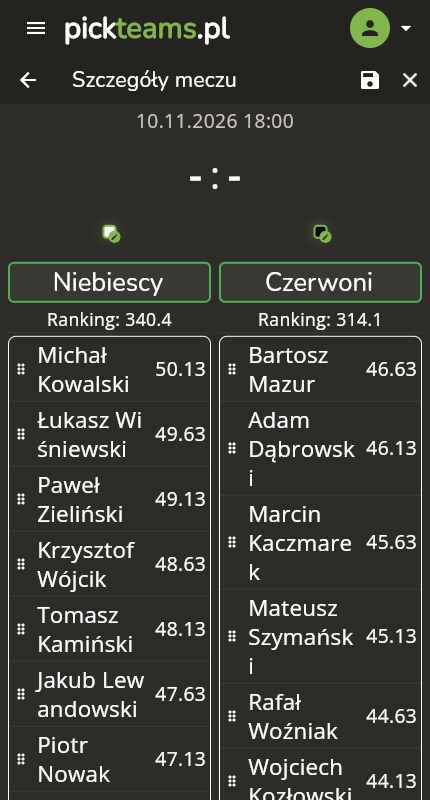 pickteams.pl
Szczegóły meczu
10.11.2026 18:00
- : -
Niebiescy
Czerwoni
Ranking: 340.4
Ranking: 314.1
Michał
Kowalski
50.13
Łukasz Wi
śniewski
49.63
Paweł
Zieliński
49.13
Krzysztof
Wójcik
48.63
Tomasz
Kamiński
48.13
Jakub Lew
andowski
47.63
Piotr
Nowak
47.13
Bartosz
Mazur
46.63
Adam
Dąbrowsk
i
46.13
Marcin
Kaczmare
k
45.63
Mateusz
Szymańsk
i
45.13
Rafał
Woźniak
44.63
Wojciech
Kozłowski
44.13